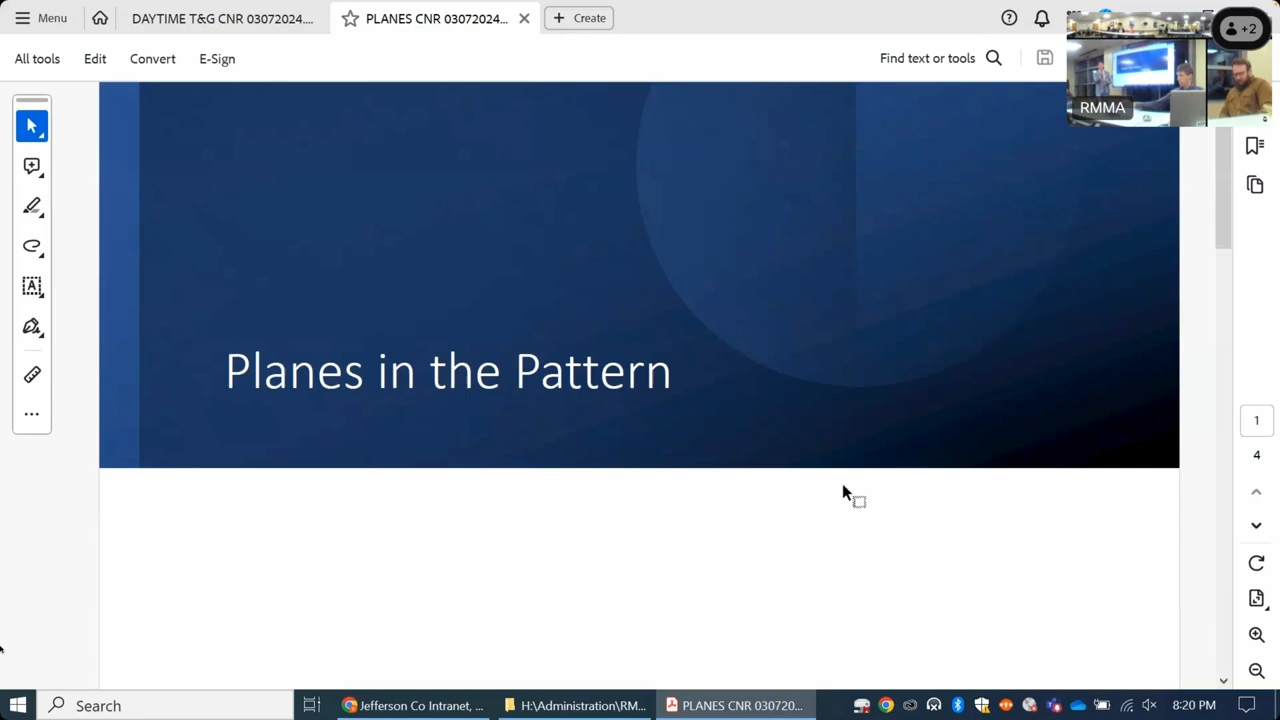 Menu
DAYTIME T&G CNR 03072024....
PLANES CNR 03072024...
Create
+2
All tools
Edit
Convert
E-Sign
Find text or tools
RMMA
Planes in the Pattern
1
4
Search
Jefferson Co Intranet, ...
H:\Administration\RM...
PLANES CNR 030720...
8:20 PM